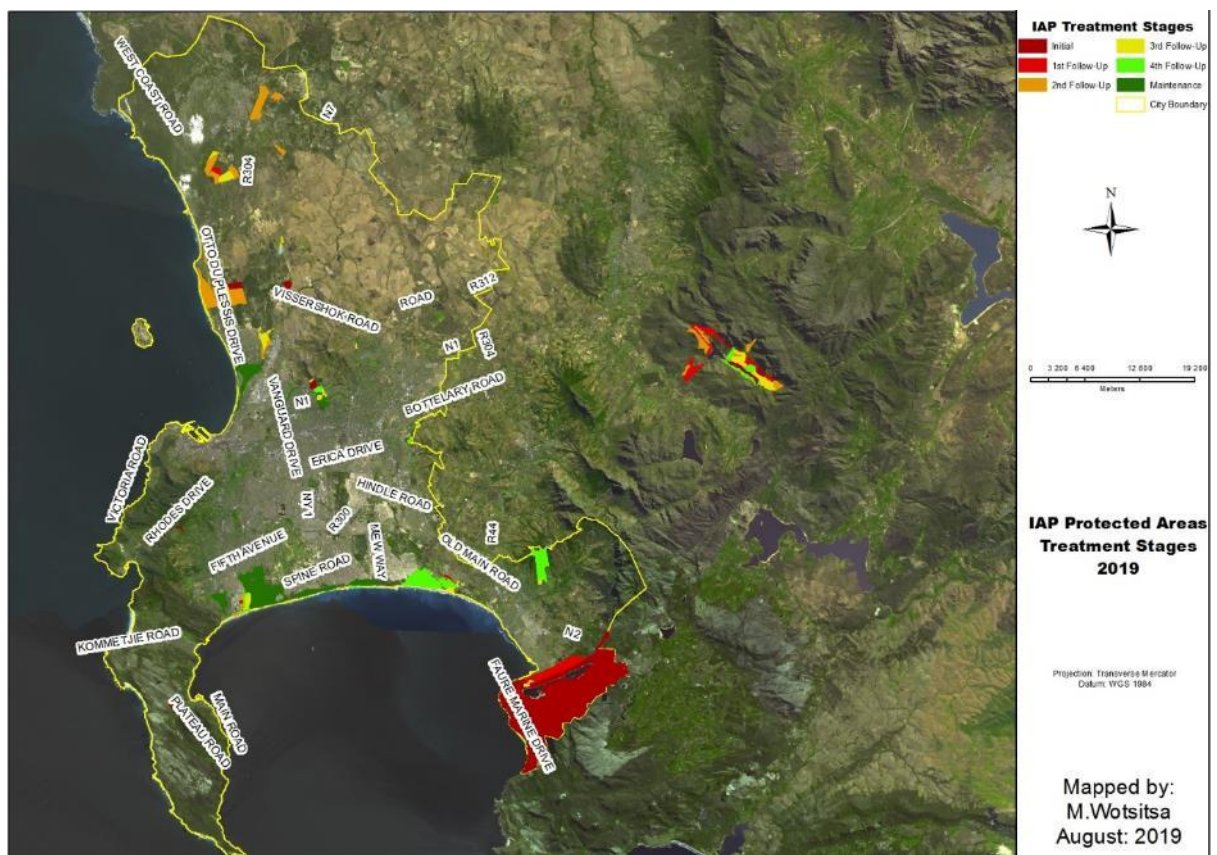 WEST COAST ROAD
N7
R304
OTTO DU PLESSIS DRIVE
VISSERSHOK ROAD
ROAD
R312
N1
R304
VANGUARD DRIVE
N1
BOTTELARY ROAD
ERICA DRIVE
VICTORIA ROAD
RHODES DRIVE
NY1
R300
HINDLE ROAD
MEW WAY
OLD MAIN ROAD
R44
FIFTH AVENUE
SPINE ROAD
KOMMETJIE ROAD
N2
FAURE MARINE DRIVE
MAIN ROAD
PLATEAU ROAD
IAP Treatment Stages
Initial
1st Follow-Up
2nd Follow-Up
3rd Follow-Up
4th Follow-Up
Maintenance
City Boundary
N
0 3 200 6 400 12 800 19 200
Meters
IAP Protected Areas
Treatment Stages
2019
Projection: Transverse Mercator
Datum: WGS 1984
Mapped by:
M.Wotsitsa
August: 2019